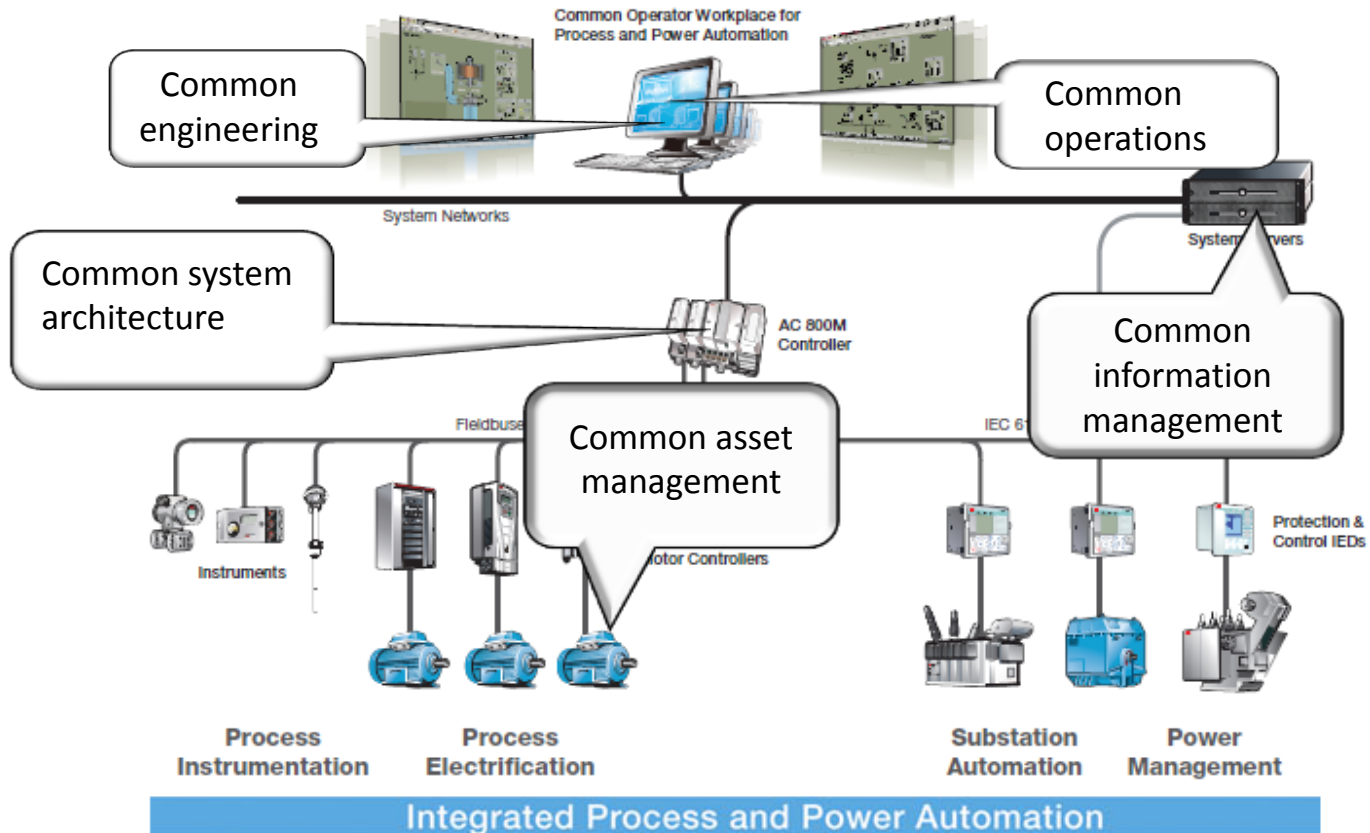 Common Operator Workplace for
Process and Power Automation
Common
engineering
Common
operations
System Networks
System
Common system
architecture
AC 800M
Controller
Common
information
management
Common asset
management
IEC
Instruments
Controllers
Protection &
Control IEDs
Process
Instrumentation
Process
Electrification
Substation
Automation
Power
Management
Integrated Process and Power Automation